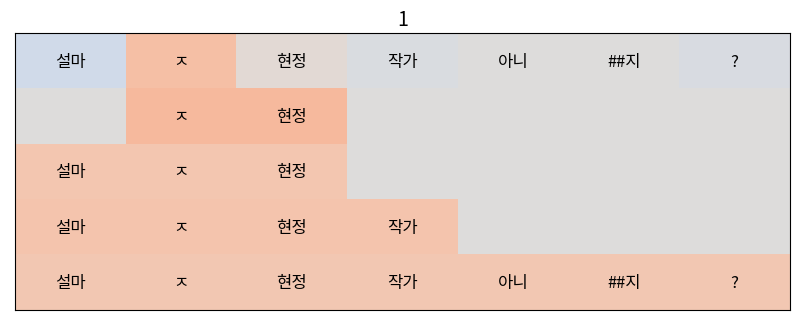 1
설마 ㅈ 현정 작가 아니 ##지 ?
ㅈ 현정
설마 ㅈ 현정
설마 ㅈ 현정 작가
설마 ㅈ 현정 작가 아니 ##지 ?